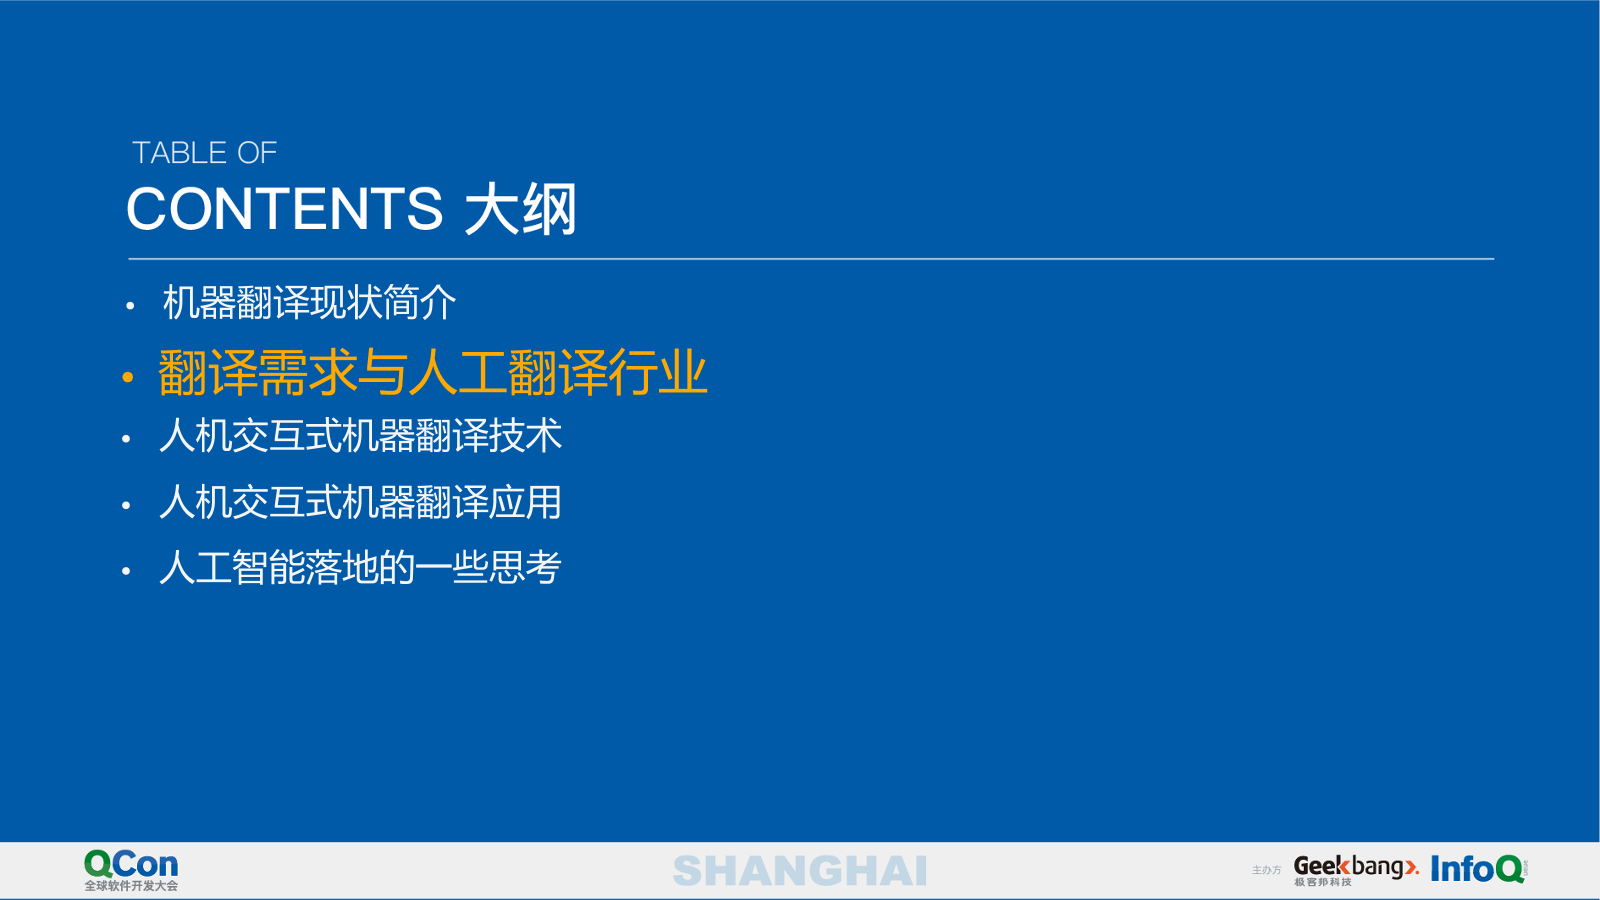 TABLE OF
CONTENTS 大纲
• 机器翻译现状简介
• 翻译需求与人工翻译行业
• 人机交互式机器翻译技术
• 人机交互式机器翻译应用
• 人工智能落地的一些思考
QCon
全球软件开发大会
SHANGHAI
主办方
Geekbang>.
极客邦科技
InfoQ